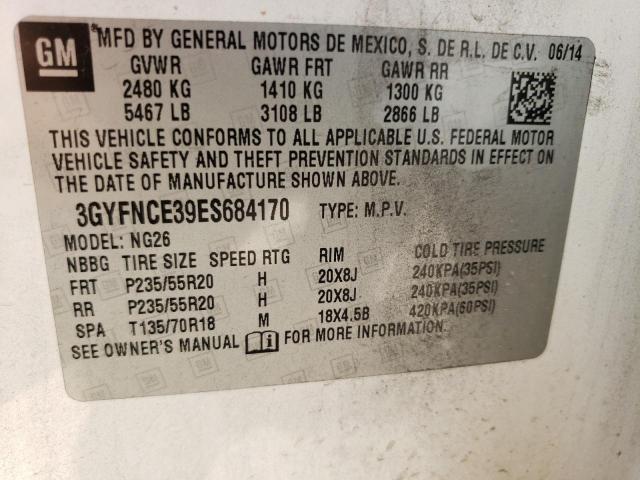 GM MFD BY GENERAL MOTORS DE MEXICO, S. DE R.L. DE C.V. 06/14
GVWR GAWR FRT GAWR RR
2480 KG 1410 KG 1300 KG
5467 LB 3108 LB 2866 LB
THIS VEHICLE CONFORMS TO ALL APPLICABLE U.S. FEDERAL MOTOR
VEHICLE SAFETY AND THEFT PREVENTION STANDARDS IN EFFECT ON
THE DATE OF MANUFACTURE SHOWN ABOVE.
3GYFNCE39ES684170 TYPE: M.P.V.
MODEL: NG26
NBBG TIRE SIZE SPEED RTG RIM COLD TIRE PRESSURE
FRT P235/55R20 H 20X8J 240KPA(35PSI)
RR P235/55R20 H 20X8J 240KPA(35PSI)
SPA T135/70R18 M 18X4.5B 420KPA(60PSI)
SEE OWNER'S MANUAL FOR MORE INFORMATION.